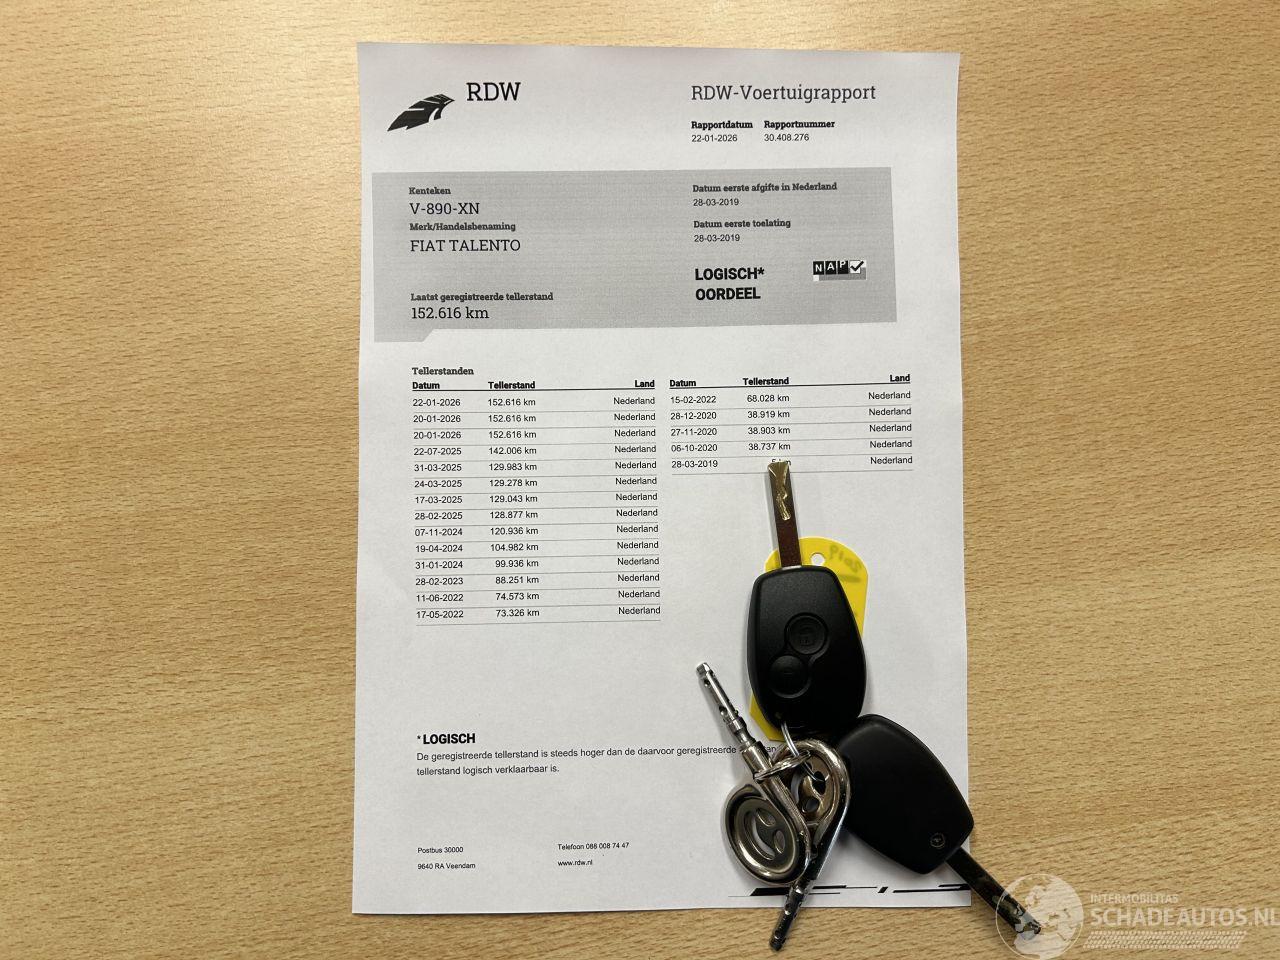 RDW
RDW-Voertuigrapport
Rapportdatum Rapportnummer
22-01-2026 30.408.276
Kenteken
V-890-XN
Merk/Handelsbenaming
FIAT TALENTO
Laatst geregistreerde tellerstand
152.616 km
Datum eerste afgifte in Nederland
28-03-2019
Datum eerste toelating
28-03-2019
LOGISCH*
OORDEEL
NAP
Tellerstanden
Datum Tellerstand Land
22-01-2026 152.616 km Nederland
20-01-2026 152.616 km Nederland
20-01-2026 152.616 km Nederland
22-07-2025 142.006 km Nederland
31-03-2025 129.983 km Nederland
24-03-2025 129.278 km Nederland
17-03-2025 129.043 km Nederland
28-02-2025 128.877 km Nederland
07-11-2024 120.936 km Nederland
19-04-2024 104.982 km Nederland
31-01-2024 99.936 km Nederland
28-02-2023 88.251 km Nederland
11-06-2022 74.573 km Nederland
17-05-2022 73.326 km Nederland
Datum Tellerstand Land
15-02-2022 68.028 km Nederland
28-12-2020 38.919 km Nederland
27-11-2020 38.903 km Nederland
06-10-2020 38.737 km Nederland
28-03-2019 Nederland
* LOGISCH
De geregistreerde tellerstand is steeds hoger dan de daarvoor geregistreerde
tellerstand logisch verklaarbaar is.
Postbus 30000
9640 RA Veendam
Telefoon 088 008 74 47
www.rdw.nl
2019
INTERMOBILITAS
SCHADEAUTOS.NL